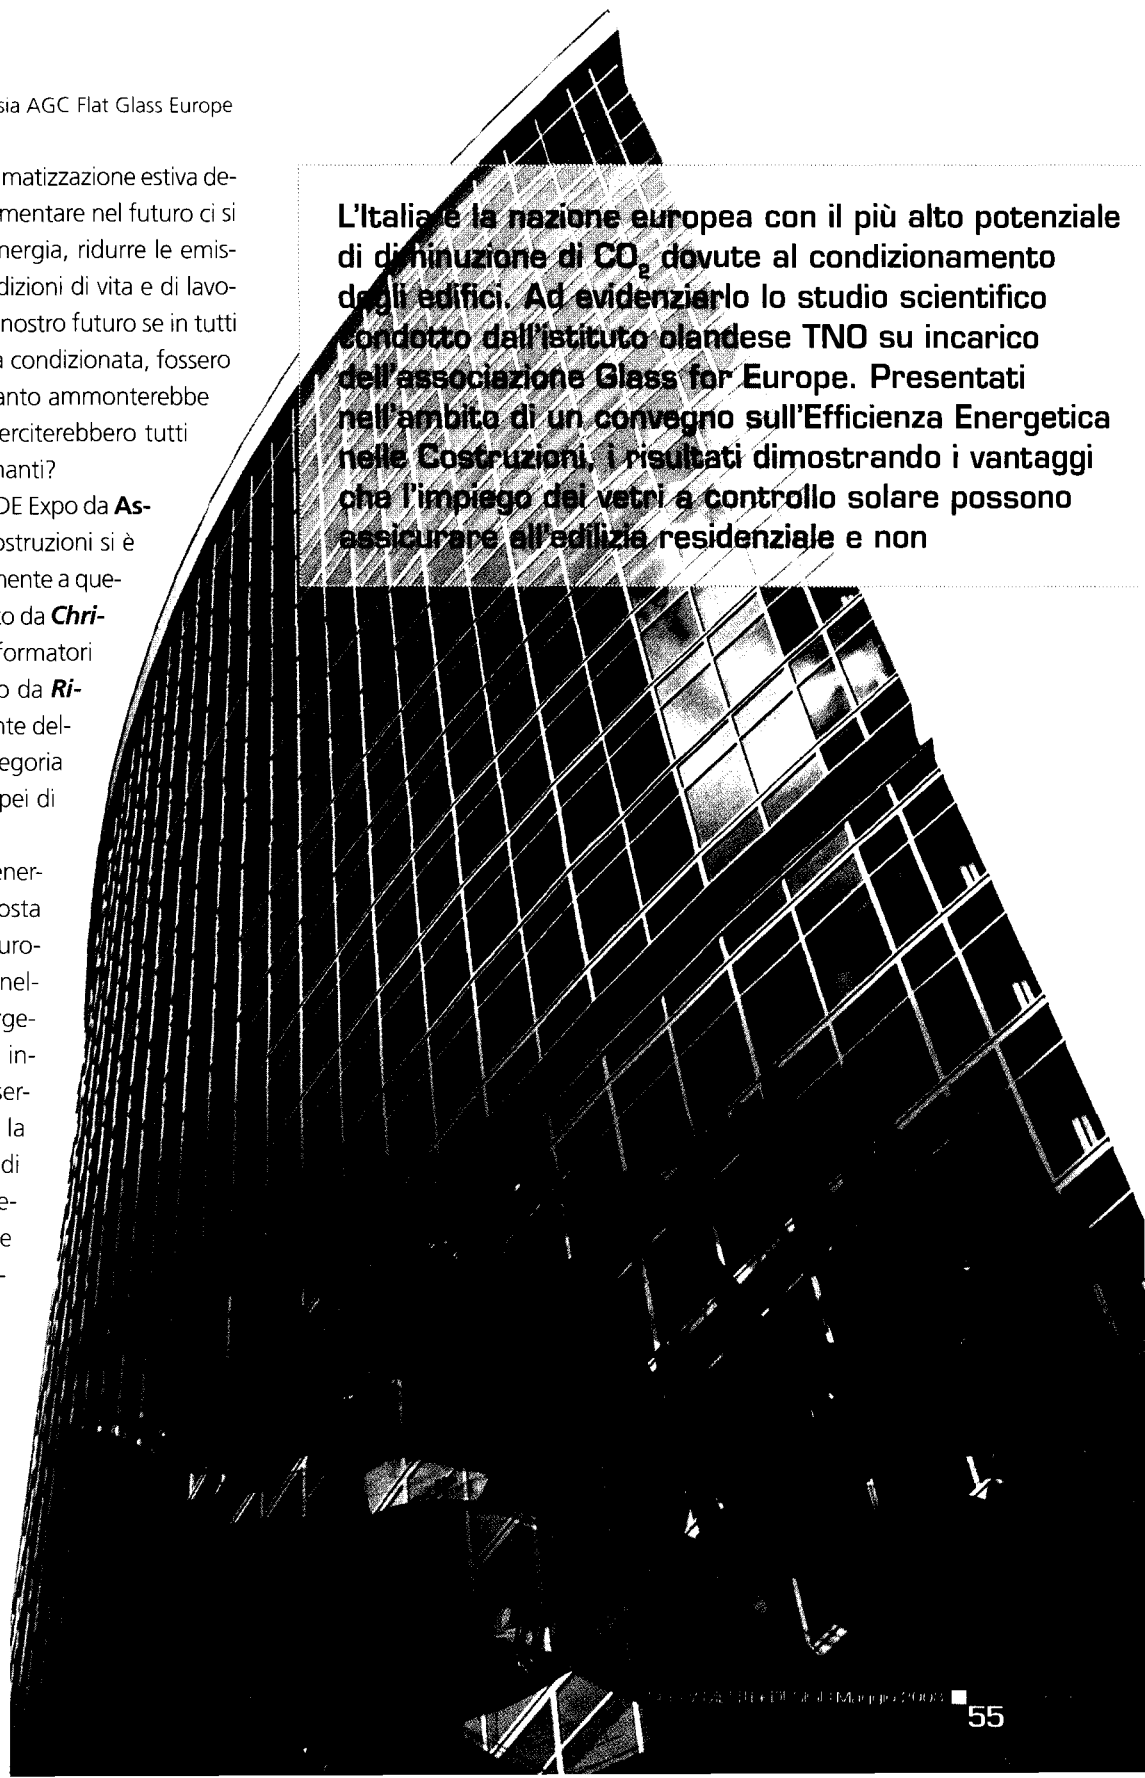 sia AGC Flat Glass Europe
matizzazione estiva de-
mentare nel futuro ci si
nergia, ridurre le emis-
dizioni di vita e di lavo-
nostro futuro se in tutti
a condizionata, fossero
anto ammonterebbe
erciterebbero tutti
nanti?
DE Expo da As-
ostruzioni si è
nente a que-
to da Chri-
formatori
o da Ri-
nte del-
egoria
pei di
ener-
osta
uro-
nel-
rge-
in-
ser-
la
di
e-
e
-
L'Italia è la nazione europea con il più alto potenziale
di diminuzione di CO₂ dovute al condizionamento
degli edifici. Ad evidenziarlo lo studio scientifico
condotto dall'istituto olandese TNO su incarico
dell'associazione Glass for Europe. Presentati
nell'ambito di un convegno sull'Efficienza Energetica
nelle Costruzioni, i risultati dimostrando i vantaggi
che l'impiego dei vetri a controllo solare possono
assicurare all'edilizia residenziale e non
Maggio 2008
55